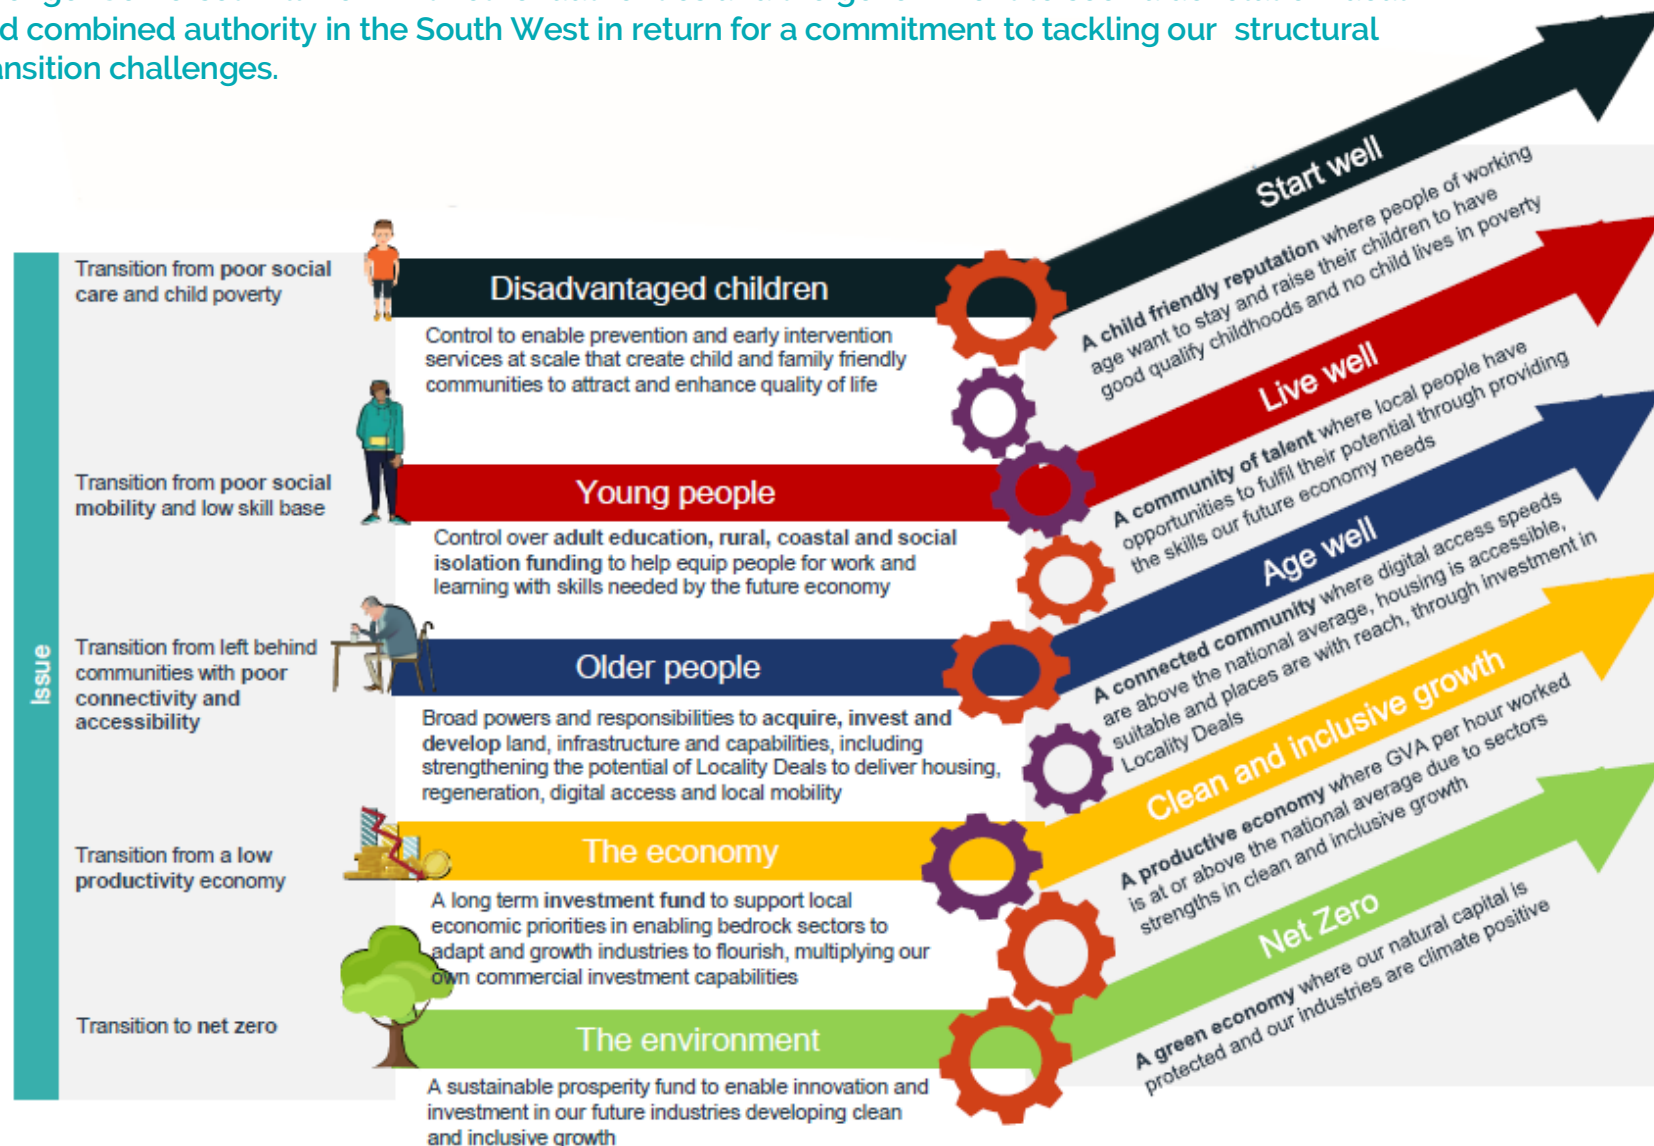 d combined authority in the South West in return for a commitment to tackling our structural
ansition challenges.
Issue
Transition from poor social
care and child poverty
Disadvantaged children
Control to enable prevention and early intervention
services at scale that create child and family friendly
communities to attract and enhance quality of life
Start well
A child friendly reputation where people of working
age want to stay and raise their children to have
good qualify childhoods and no child lives in poverty
Transition from poor social
mobility and low skill base
Young people
Control over adult education, rural, coastal and social
isolation funding to help equip people for work and
learning with skills needed by the future economy
Live well
A community of talent where local people have
opportunities to fulfil their potential through providing
the skills our future economy needs
Transition from left behind
communities with poor
connectivity and
accessibility
Older people
Broad powers and responsibilities to acquire, invest and
develop land, infrastructure and capabilities, including
strengthening the potential of Locality Deals to deliver housing,
regeneration, digital access and local mobility
Age well
A connected community where digital access speeds
are above the national average, housing is accessible,
suitable and places are with reach, through investment in
Locality Deals
Transition from a low
productivity economy
The economy
A long term investment fund to support local
economic priorities in enabling bedrock sectors to
adapt and growth industries to flourish, multiplying our
own commercial investment capabilities
Clean and inclusive growth
A productive economy where GVA per hour worked
is at or above the national average due to sectors
strengths in clean and inclusive growth
Transition to net zero
The environment
A sustainable prosperity fund to enable innovation and
investment in our future industries developing clean
and inclusive growth
Net Zero
A green economy where our natural capital is
protected and our industries are climate positive